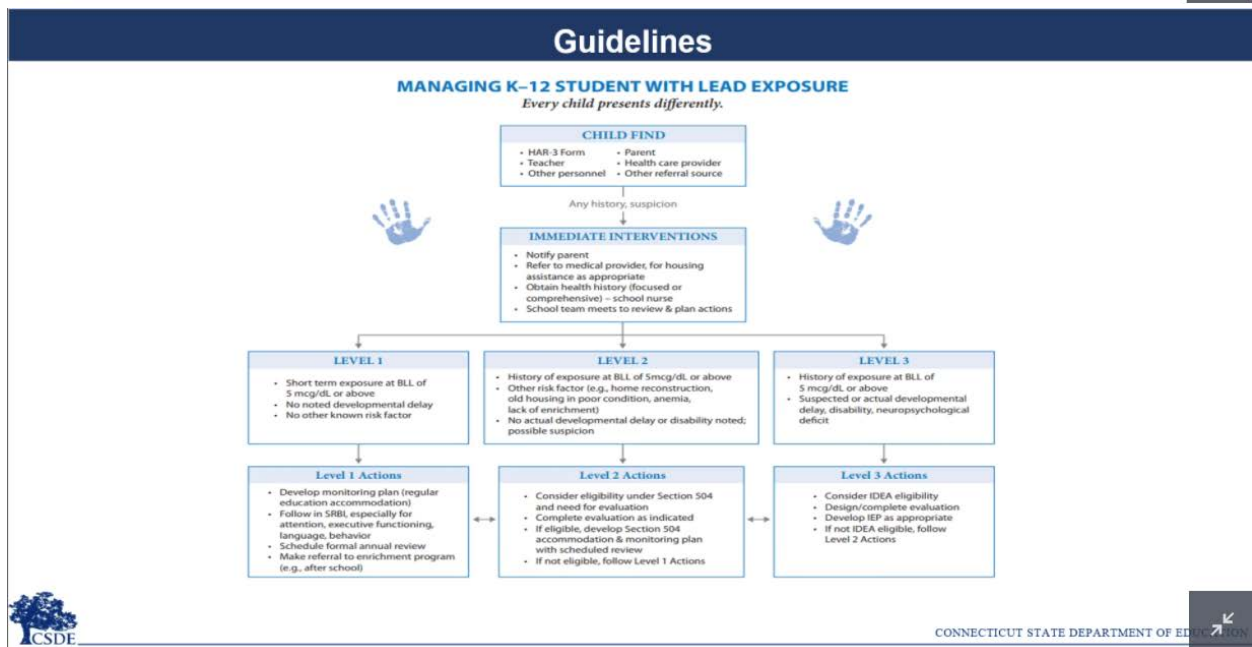 Guidelines
MANAGING K–12 STUDENT WITH LEAD EXPOSURE
Every child presents differently.
CHILD FIND
• HAR-3 Form
• Teacher
• Other personnel
• Parent
• Health care provider
• Other referral source
Any history, suspicion
IMMEDIATE INTERVENTIONS
• Notify parent
• Refer to medical provider, for housing
assistance as appropriate
• Obtain health history (focused or
comprehensive) – school nurse
• School team meets to review & plan actions
LEVEL 1
• Short term exposure at BLL of
5 mcg/dL or above
• No noted developmental delay
• No other known risk factor
LEVEL 2
• History of exposure at BLL of 5mcg/dL or above
• Other risk factor (e.g., home reconstruction,
old housing in poor condition, anemia,
lack of enrichment)
• No actual developmental delay or disability noted;
possible suspicion
LEVEL 3
• History of exposure at BLL of
5 mcg/dL or above
• Suspected or actual developmental
delay, disability, neuropsychological
deficit
Level 1 Actions
• Develop monitoring plan (regular
education accommodation)
• Follow in SRBI, especially for
attention, executive functioning,
language, behavior
• Schedule formal annual review
• Make referral to enrichment program
(e.g., after school)
Level 2 Actions
• Consider eligibility under Section 504
and need for evaluation
• Complete evaluation as indicated
• If eligible, develop Section 504
accommodation & monitoring plan
with scheduled review
• If not eligible, follow Level 1 Actions
Level 3 Actions
• Consider IDEA eligibility
• Design/complete evaluation
• Develop IEP as appropriate
• If not IDEA eligible, follow
Level 2 Actions
CSDE
CONNECTICUT STATE DEPARTMENT OF EDUCATION